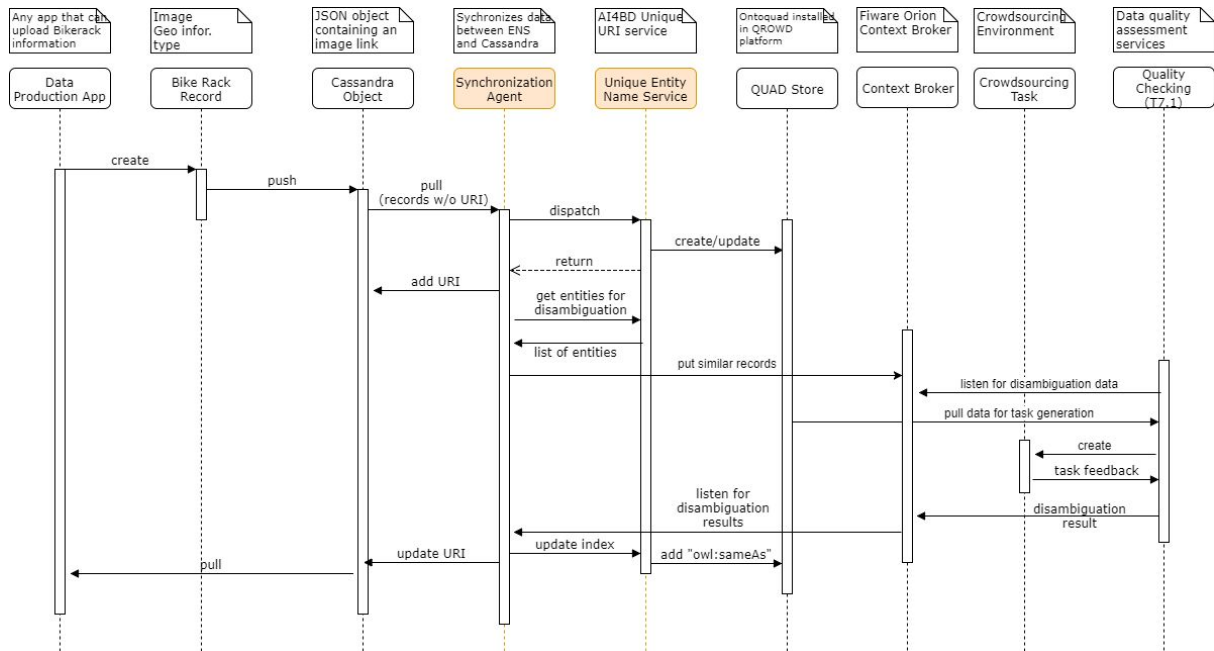 Any app that can
upload Bikerack
information
Image
Geo infor.
type
JSON object
containing an
image link
Sychronizes data
between ENS
and Cassandra
AI4BD Unique
URI service
Ontoquad installed
in QROWD
platform
Fiware Orion
Context Broker
Crowdsourcing
Environment
Data quality
assessment
services
Data
Production App
Bike Rack
Record
Cassandra
Object
Synchronization
Agent
Unique Entity
Name Service
QUAD Store
Context Broker
Crowdsourcing
Task
Quality
Checking
(T7.1)
create
push
pull
(records w/o URI)
dispatch
create/update
return
add URI
get entities for
disambiguation
list of entities
put similar records
listen for disambiguation data
pull data for task generation
create
task feedback
listen for
disambiguation
results
disambiguation
result
update URI
update index
add "owl:sameAs"
pull